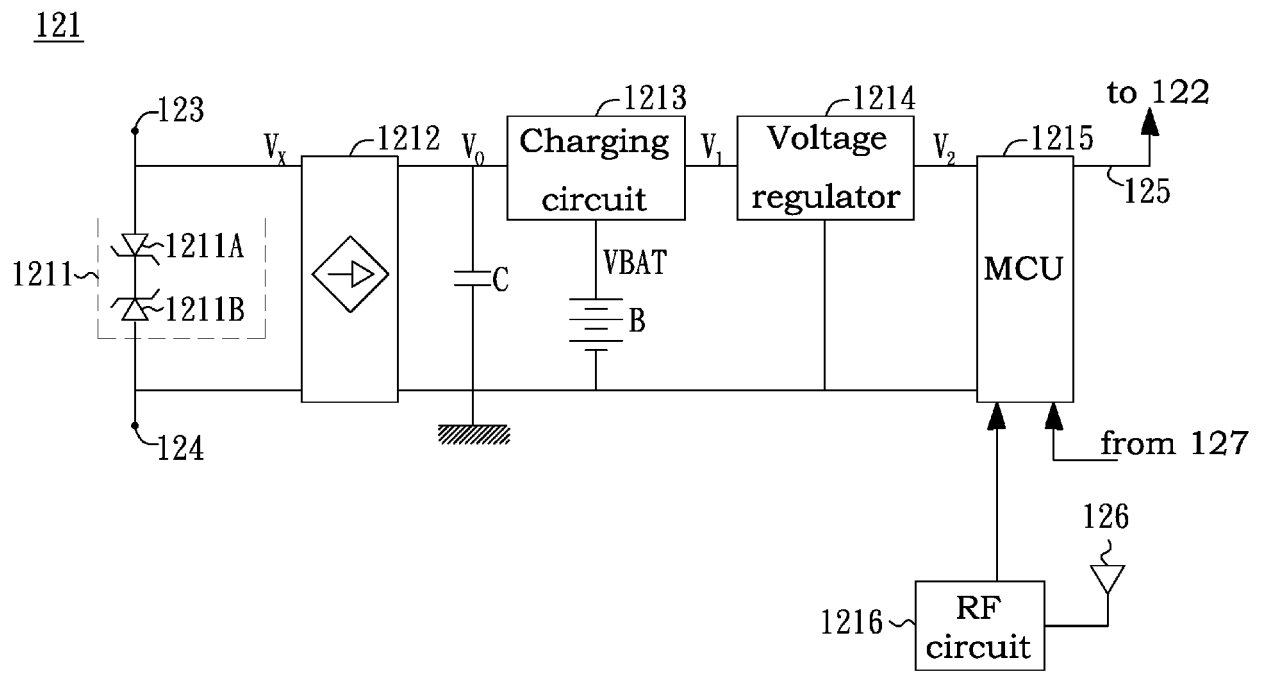 121
123
1213
1214
to 122
Vx
1212
V0
Charging
circuit
V1
Voltage
regulator
V2
1215
125
1211
1211A
1211B
C
VBAT
B
MCU
124
from 127
126
1216
RF
circuit